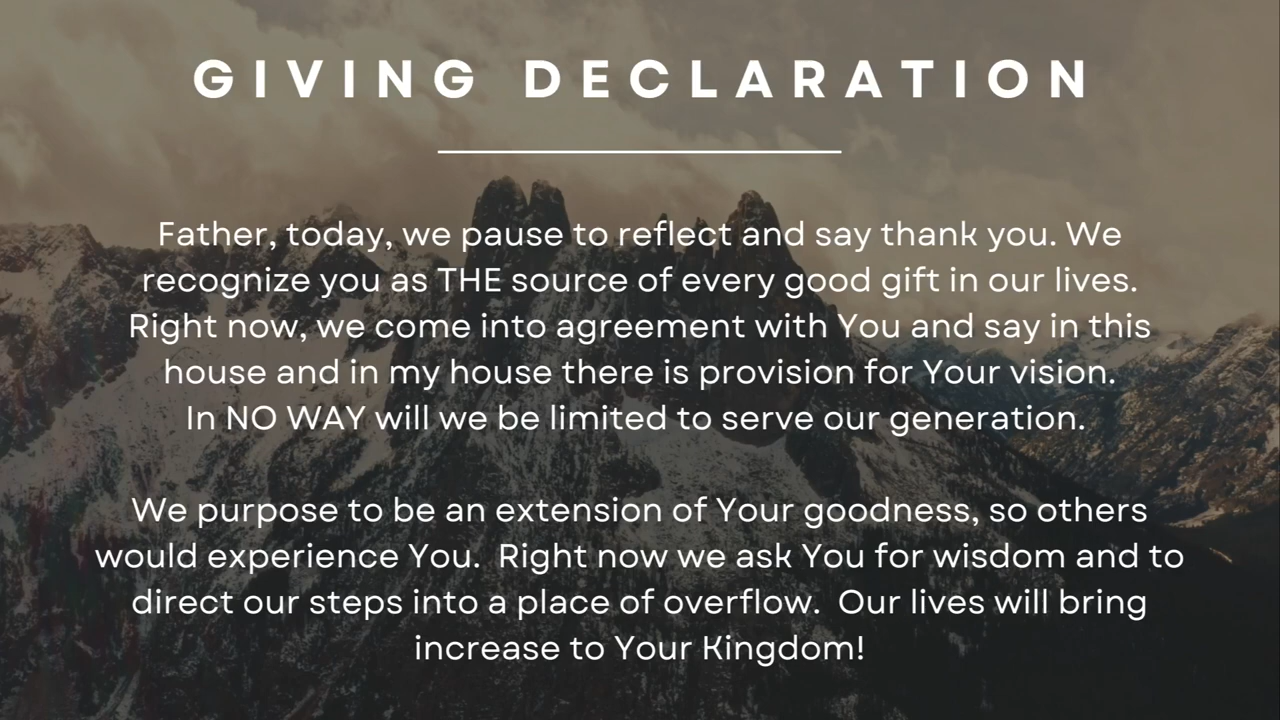 GIVING DECLARATION
Father, today, we pause to reflect and say thank you. We
recognize you as THE source of every good gift in our lives.
Right now, we come into agreement with You and say in this
house and in my house there is provision for Your vision.
In NO WAY will we be limited to serve our generation.
We purpose to be an extension of Your goodness, so others
would experience You.  Right now we ask You for wisdom and to
direct our steps into a place of overflow.  Our lives will bring
increase to Your Kingdom!